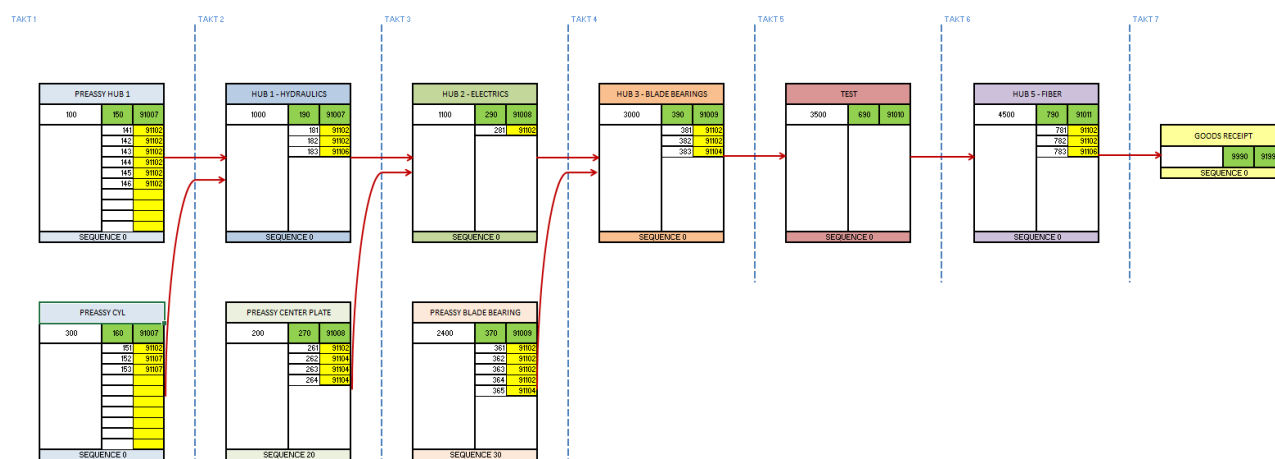 TAKT 1 TAKT 2 TAKT 3 TAKT 4 TAKT 5 TAKT 6 TAKT 7
PREASSY HUB 1
100 150 91007
141 91102
142 91102
143 91102
144 91102
145 91102
146 91102
SEQUENCE 0
HUB 1 - HYDRAULICS
1000 190 91007
181 91102
182 91102
183 91106
SEQUENCE 0
HUB 2 - ELECTRICS
1100 290 91008
281 91102
SEQUENCE 0
HUB 3 - BLADE BEARINGS
3000 390 91009
381 91102
382 91102
383 91104
SEQUENCE 0
TEST
3500 690 91010
SEQUENCE 0
HUB 5 - FIBER
4500 790 91011
781 91102
782 91102
783 91106
SEQUENCE 0
GOODS RECEIPT
9990 9199
SEQUENCE 0
PREASSY CYL
300 160 91007
151 91102
152 91107
153 91107
SEQUENCE 0
PREASSY CENTER PLATE
200 270 91008
261 91102
262 91104
263 91104
264 91104
SEQUENCE 20
PREASSY BLADE BEARING
2400 370 91009
361 91102
362 91102
363 91102
364 91102
365 91104
SEQUENCE 30